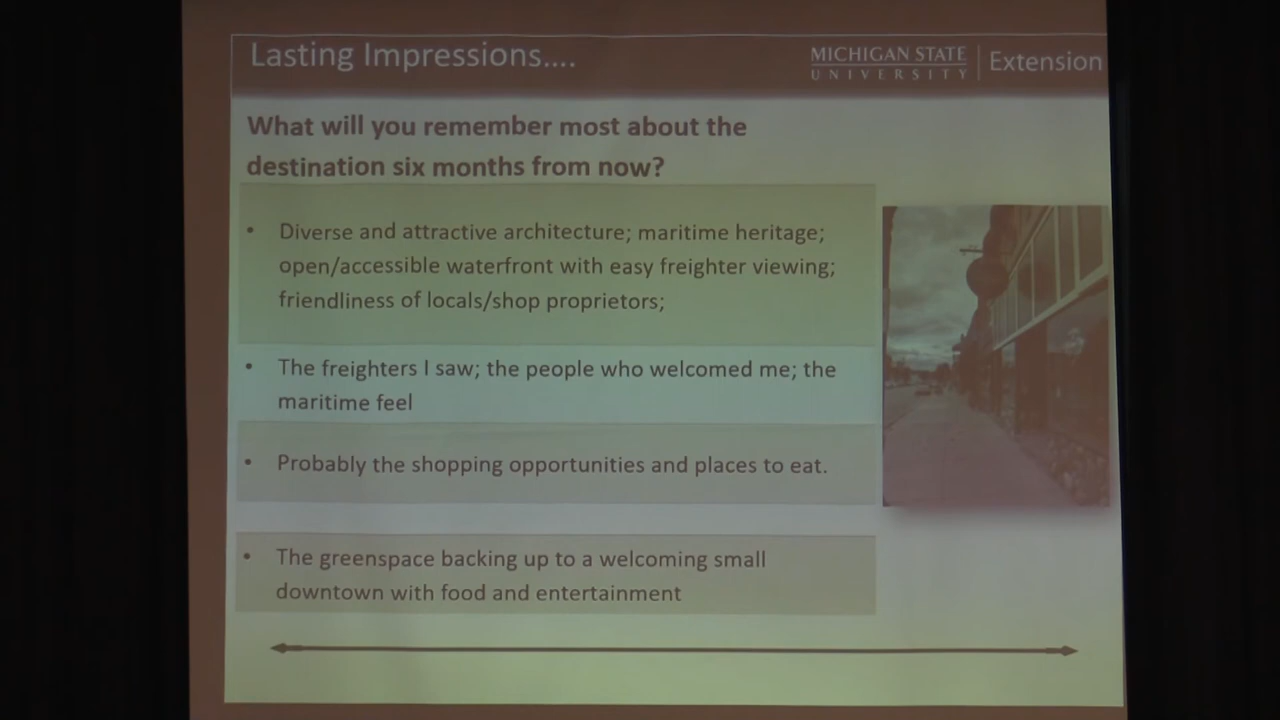 Lasting Impressions....
MICHIGAN STATE
UNIVERSITY
Extension
What will you remember most about the
destination six months from now?
• Diverse and attractive architecture; maritime heritage;
open/accessible waterfront with easy freighter viewing;
friendliness of locals/shop proprietors;
• The freighters I saw; the people who welcomed me; the
maritime feel
• Probably the shopping opportunities and places to eat.
• The greenspace backing up to a welcoming small
downtown with food and entertainment